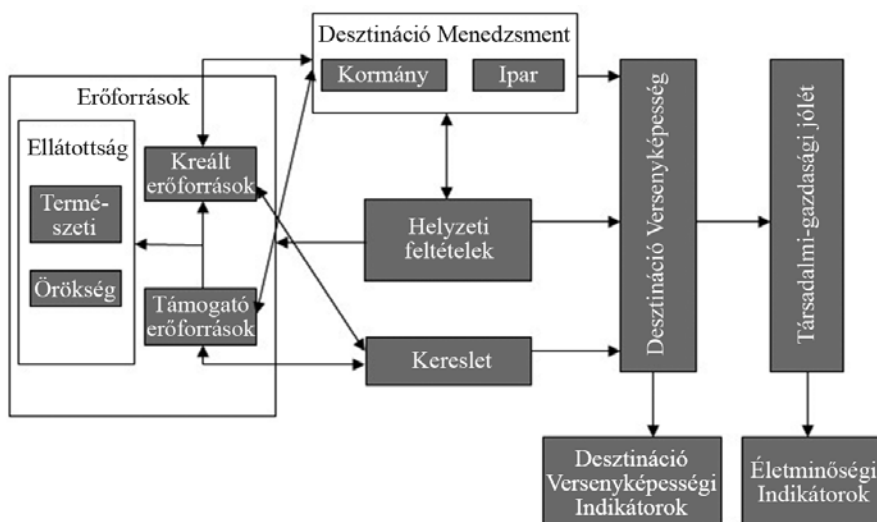 Desztináció Menedzsment
Kormány
Ipar
Erőforrások
Ellátottság
Termé-
szeti
Örökség
Kreált
erőforrások
Támogató
erőforrások
Helyzeti
feltételek
Kereslet
Desztináció Versenyképesség
Társadalmi-gazdasági jólét
Desztináció
Versenyképességi
Indikátorok
Életminőségi
Indikátorok